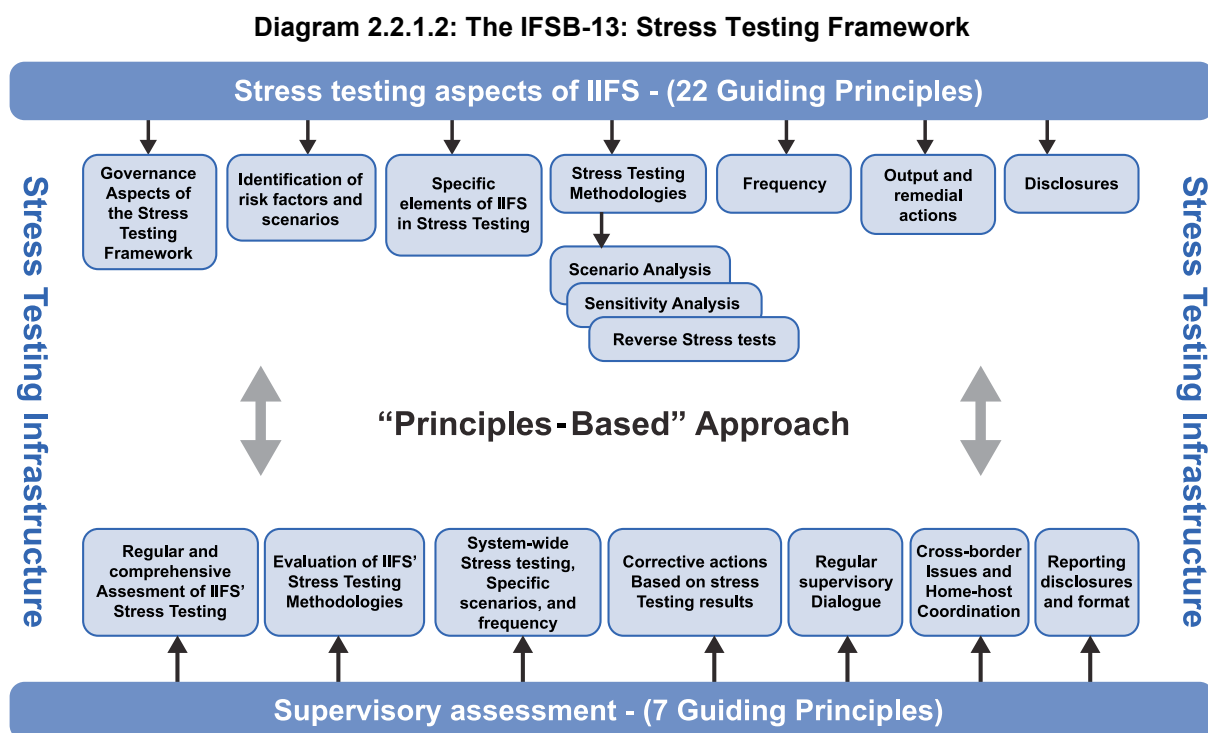 Diagram 2.2.1.2: The IFSB-13: Stress Testing Framework
Stress testing aspects of IIFS - (22 Guiding Principles)
Stress Testing Infrastructure
Governance
Aspects of
the Stress
Testing
Framework
Identification of
risk factors and
scenarios
Specific
elements of IIFS
in Stress Testing
Stress Testing
Methodologies
Frequency
Output and
remedial
actions
Disclosures
Scenario Analysis
Sensitivity Analysis
Reverse Stress tests
Stress Testing Infrastructure
“Principles-Based” Approach
Regular and
comprehensive
Assesment of IIFS’
Stress Testing
Evaluation of IIFS’
Stress Testing
Methodologies
System-wide
Stress testing,
Specific
scenarios, and
frequency
Corrective actions
Based on stress
Testing results
Regular
supervisory
Dialogue
Cross-border
Issues and
Home-host
Coordination
Reporting
disclosures
and format
Supervisory assessment - (7 Guiding Principles)